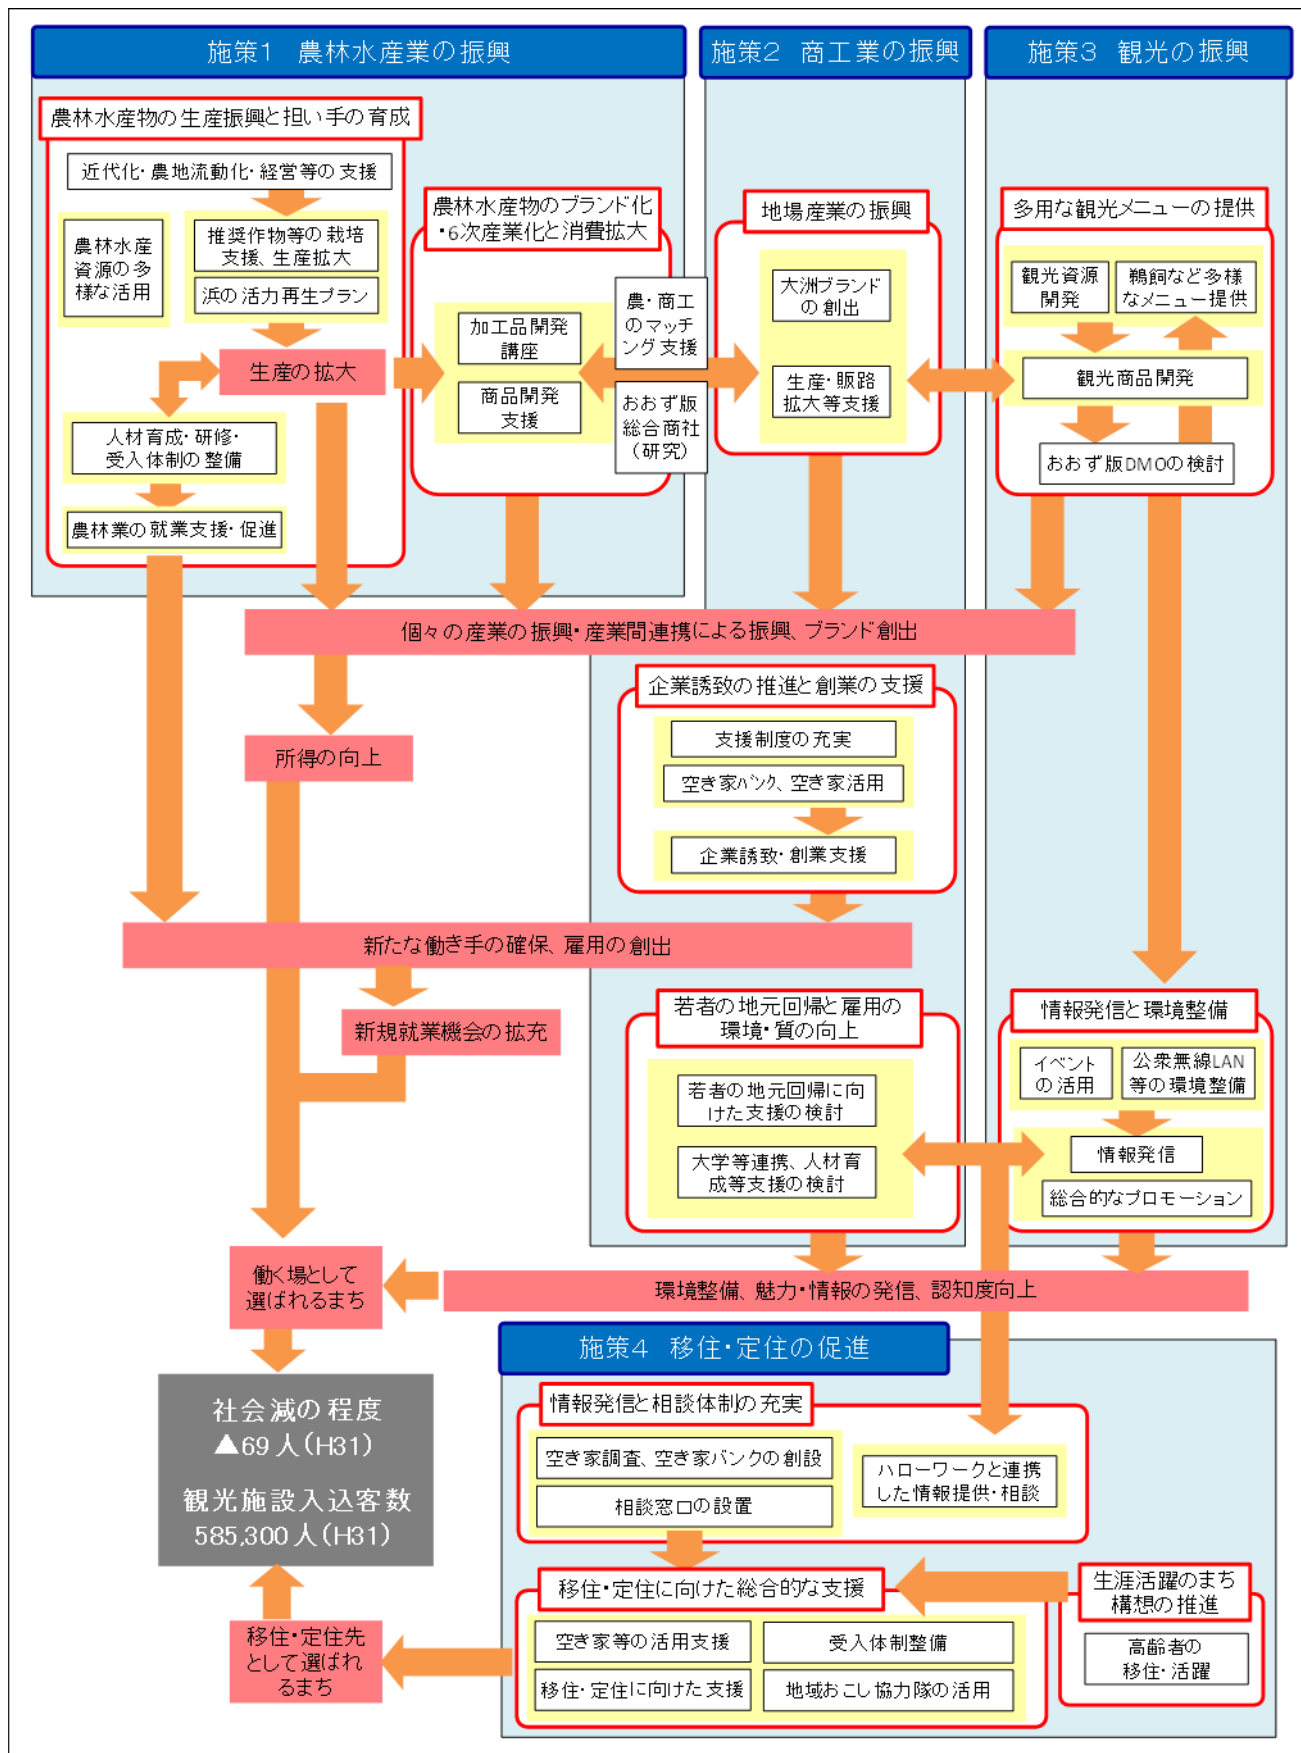 施策1 農林水産業の振興
農林水産物の生産振興と担い手の育成
近代化・農地流動化・経営等の支援
農林水産
資源の多
様な活用
推奨作物等の栽培
支援、生産拡大
浜の活力再生プラン
生産の拡大
人材育成・研修・
受入体制の整備
農林業の就業支援・促進
農林水産物のブランド化
・6次産業化と消費拡大
加工品開発
講座
商品開発
支援
農・商工
のマッチ
ング支援
おおず版
総合商社
（研究）
施策2 商工業の振興
地場産業の振興
大洲ブランド
の創出
生産・販路
拡大等支援
施策3 観光の振興
多用な観光メニューの提供
観光資源
開発
鵜飼など多様
なメニュー提供
観光商品開発
おおず版DMOの検討
個々の産業の振興・産業間連携による振興、ブランド創出
所得の向上
企業誘致の推進と創業の支援
支援制度の充実
空き家ﾊﾞﾝｸ、空き家活用
企業誘致・創業支援
新たな働き手の確保、雇用の創出
新規就業機会の拡充
若者の地元回帰と雇用の
環境・質の向上
若者の地元回帰に向
けた支援の検討
大学等連携、人材育
成等支援の検討
情報発信と環境整備
イベント
の活用
公衆無線LAN
等の環境整備
情報発信
総合的なプロモーション
働く場として
選ばれるまち
環境整備、魅力・情報の発信、認知度向上
社会減の程度
▲69人（H31）
観光施設入込客数
585,300人（H31）
移住・定住先
として選ばれ
るまち
施策4 移住・定住の促進
情報発信と相談体制の充実
空き家調査、空き家バンクの創設
相談窓口の設置
ハローワークと連携
した情報提供・相談
移住・定住に向けた総合的な支援
空き家等の活用支援
受入体制整備
移住・定住に向けた支援
地域おこし協力隊の活用
生涯活躍のまち
構想の推進
高齢者の
移住・活躍